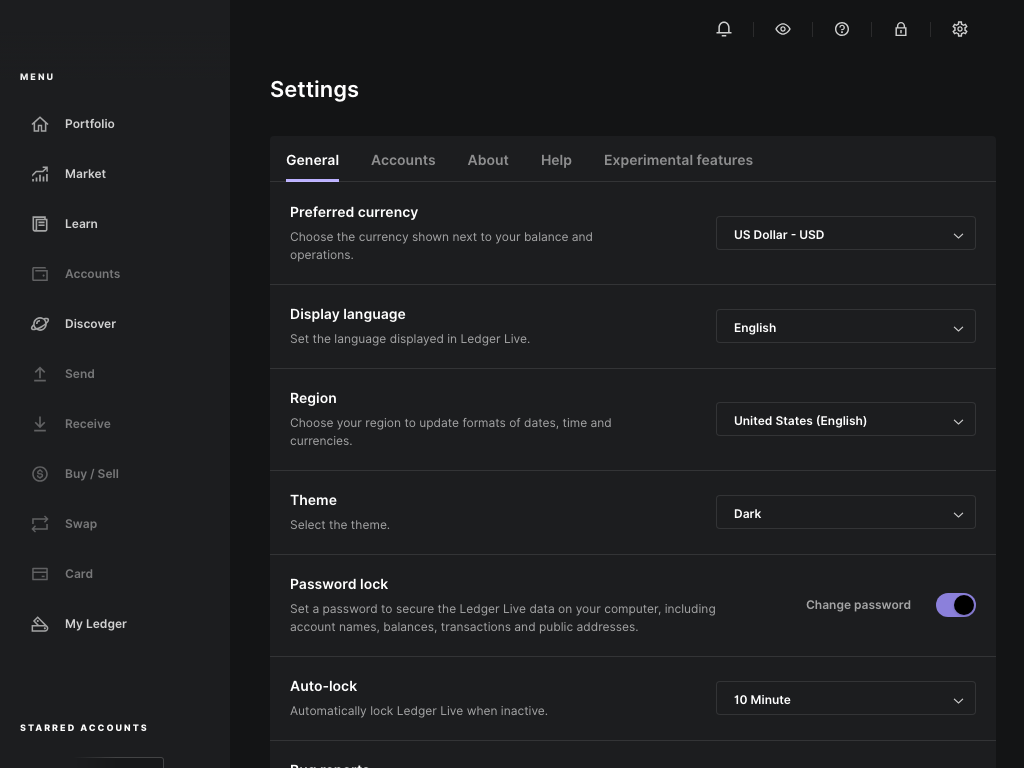 MENU
Portfolio
Market
Learn
Accounts
Discover
Send
Receive
Buy / Sell
Swap
Card
My Ledger
STARRED ACCOUNTS
Settings
General
Accounts
About
Help
Experimental features
Preferred currency
Choose the currency shown next to your balance and
operations.
US Dollar - USD
Display language
Set the language displayed in Ledger Live.
English
Region
Choose your region to update formats of dates, time and
currencies.
United States (English)
Theme
Select the theme.
Dark
Password lock
Set a password to secure the Ledger Live data on your computer, including
account names, balances, transactions and public addresses.
Change password
Auto-lock
Automatically lock Ledger Live when inactive.
10 Minute
Bug reports